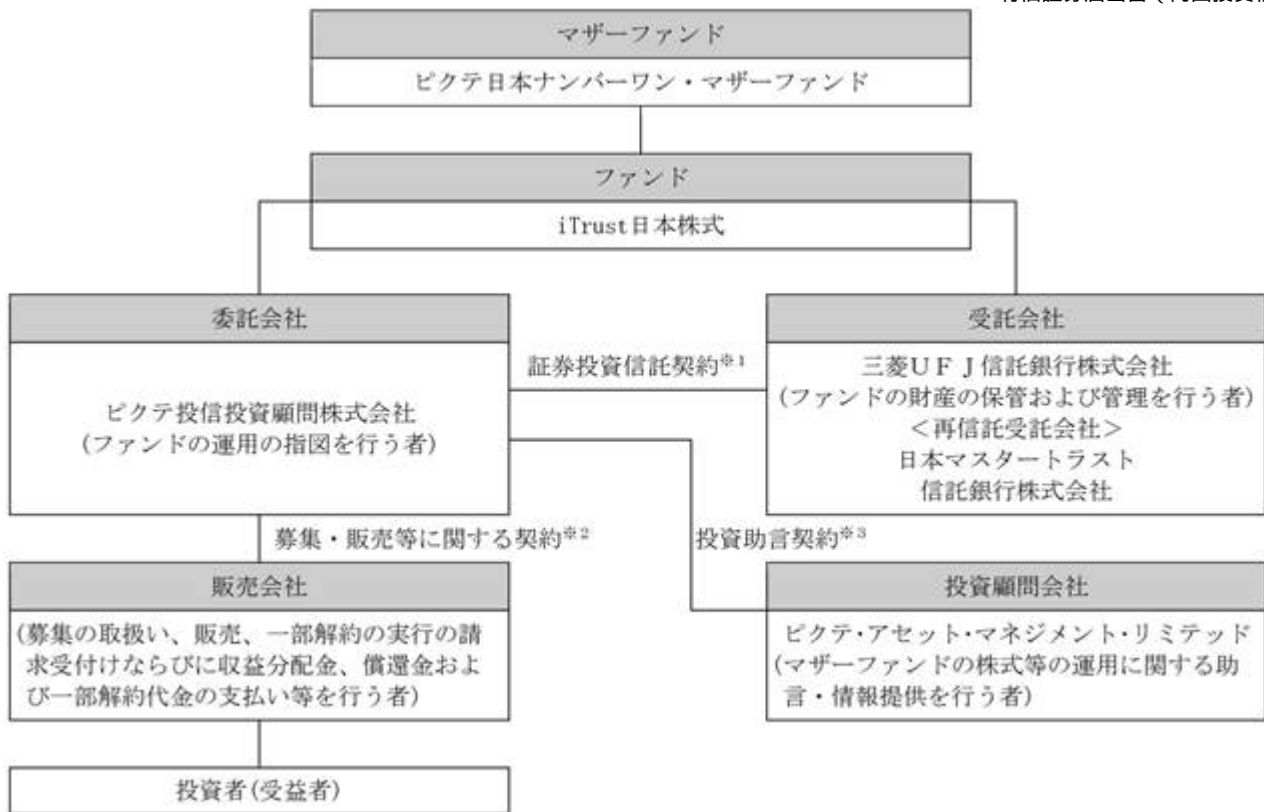 マザーファンド
ピクテ日本ナンバーワン・マザーファンド
ファンド
iTrust日本株式
委託会社
ピクテ投信投資顧問株式会社
(ファンドの運用の指図を行う者)
証券投資信託契約※1
受託会社
三菱UFJ信託銀行株式会社
(ファンドの財産の保管および管理を行う者)
<再信託受託会社>
日本マスタートラスト
信託銀行株式会社
募集・販売等に関する契約※2
投資助言契約※3
販売会社
(募集の取扱い、販売、一部解約の実行の請
求受付けならびに収益分配金、償還金およ
び一部解約代金の支払い等を行う者)
投資顧問会社
ピクテ・アセット・マネジメント・リミテッド
(マザーファンドの株式等の運用に関する助
言・情報提供を行う者)
投資者(受益者)